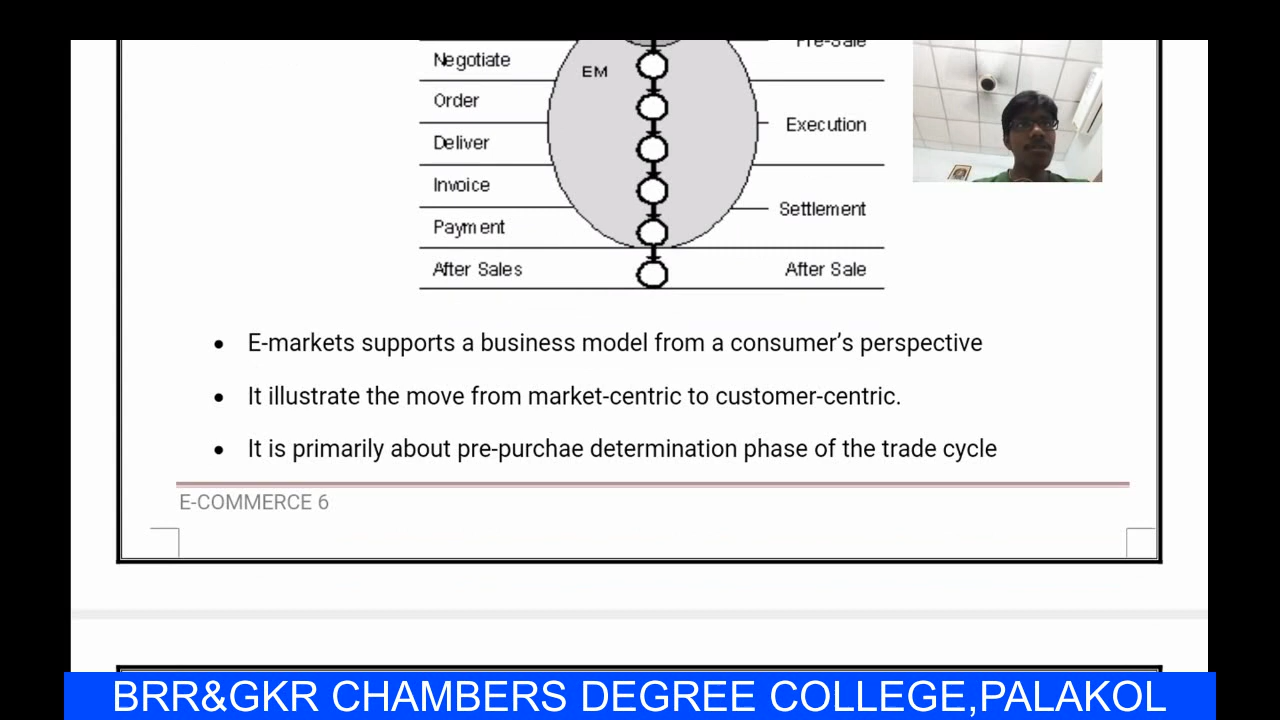 Pre-Sale
Negotiate
EM
Order
Execution
Deliver
Invoice
Settlement
Payment
After Sales
After Sale
E-markets supports a business model from a consumer’s perspective
It illustrate the move from market-centric to customer-centric.
It is primarily about pre-purchae determination phase of the trade cycle
E-COMMERCE 6
BRR&GKR CHAMBERS DEGREE COLLEGE,PALAKOL